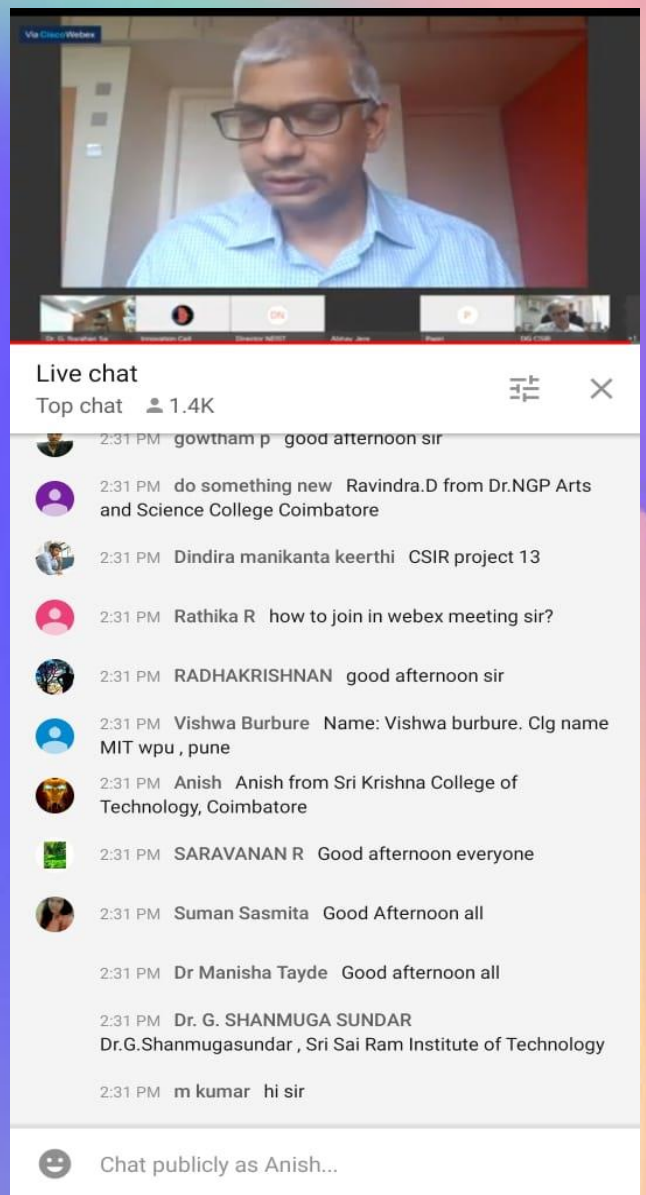 Via Cisco Webex
DN
P
Innovation Cell
Director NEIST
Abhay Jere
DG CSIR
Live chat
Top chat 1.4K
2:31 PM gowtham p good afternoon sir
2:31 PM do something new Ravindra.D from Dr.NGP Arts
and Science College Coimbatore
2:31 PM Dindira manikanta keerthi CSIR project 13
2:31 PM Rathika R how to join in webex meeting sir?
2:31 PM RADHAKRISHNAN good afternoon sir
2:31 PM Vishwa Burbure Name: Vishwa burbure. Clg name
MIT wpu , pune
2:31 PM Anish Anish from Sri Krishna College of
Technology, Coimbatore
2:31 PM SARAVANAN R Good afternoon everyone
2:31 PM Suman Sasmita Good Afternoon all
2:31 PM Dr Manisha Tayde Good afternoon all
2:31 PM Dr. G. SHANMUGA SUNDAR
Dr.G.Shanmugasundar , Sri Sai Ram Institute of Technology
2:31 PM m kumar hi sir
Chat publicly as Anish...